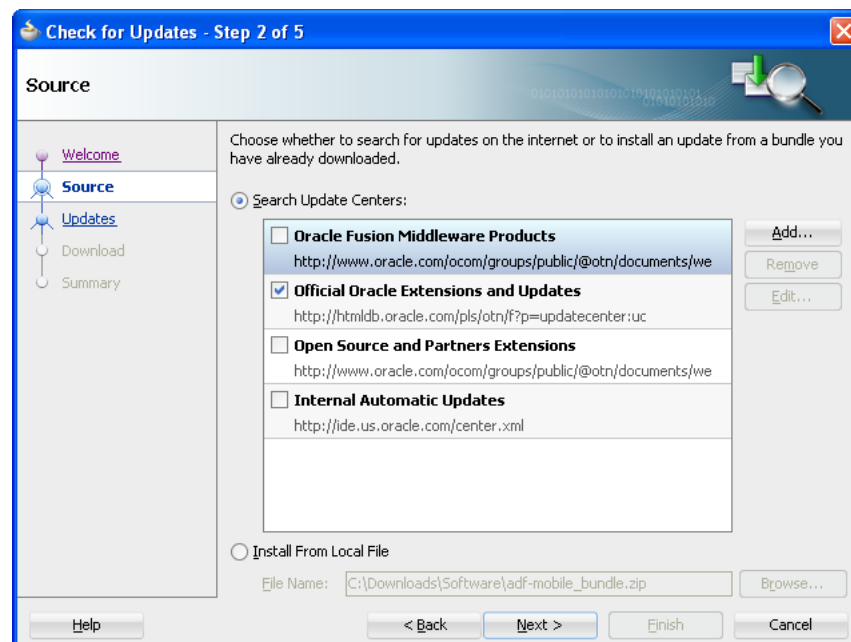 Check for Updates - Step 2 of 5
Source
Welcome
Source
Updates
Download
Summary
Choose whether to search for updates on the internet or to install an update from a bundle you
have already downloaded.
Search Update Centers:
Oracle Fusion Middleware Products
http://www.oracle.com/ocom/groups/public/@otn/documents/we
Official Oracle Extensions and Updates
http://htmldb.oracle.com/pls/otn/f?p=updatecenter:uc
Open Source and Partners Extensions
http://www.oracle.com/ocom/groups/public/@otn/documents/we
Internal Automatic Updates
http://ide.us.oracle.com/center.xml
Add...
Remove
Edit...
Install From Local File
File Name: C:\Downloads\Software\adf-mobile_bundle.zip Browse...
Help < Back Next > Finish Cancel